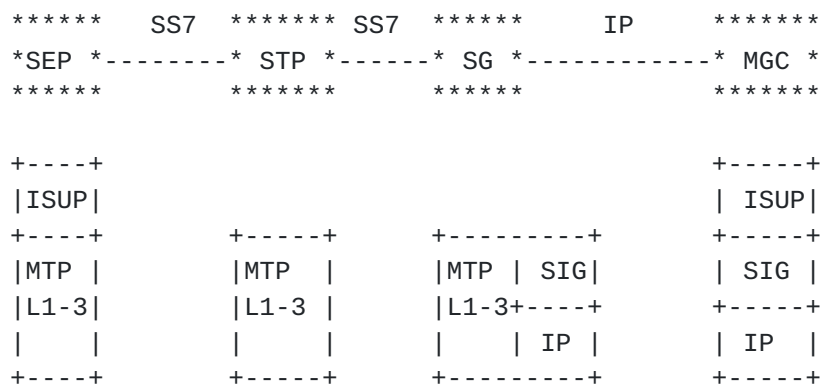 ******   SS7  ******* SS7  ******      IP      *******
*SEP *--------* STP *------* SG *------------* MGC *
******        *******      ******            *******
+----+                                       +-----+
|ISUP|                                       | ISUP|
+----+        +-----+      +---------+       +-----+
|MTP |        |MTP  |      |MTP | SIG|       | SIG |
|L1-3|        |L1-3 |      |L1-3+----+       +-----+
|    |        |     |      |    | IP |       | IP  |
+----+        +-----+      +---------+       +-----+